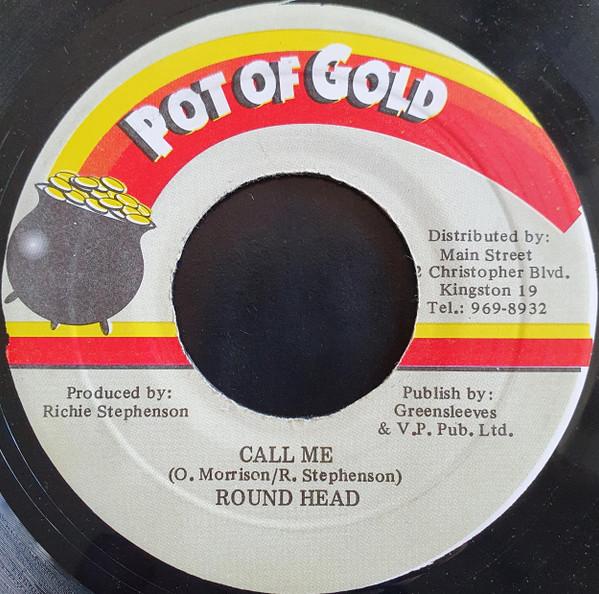 POT OF GOLD
Distributed by:
Main Street
2 Christopher Blvd.
Kingston 19
Tel.: 969-8932
Produced by:
Richie Stephenson
Publish by:
Greensleeves
& V.P. Pub. Ltd.
CALL ME
(O. Morrison/R. Stephenson)
ROUND HEAD